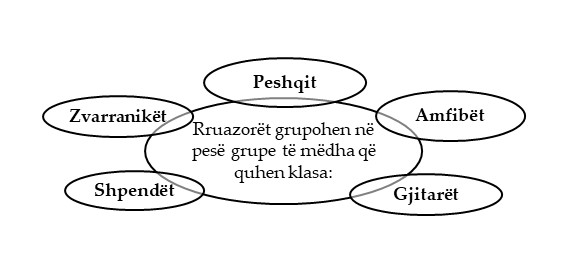 Peshqit
Zvarranikët
Amfibët
Rruazorët grupohen në
pesë grupe të mëdha që
quhen klasa:
Shpendët
Gjitarët